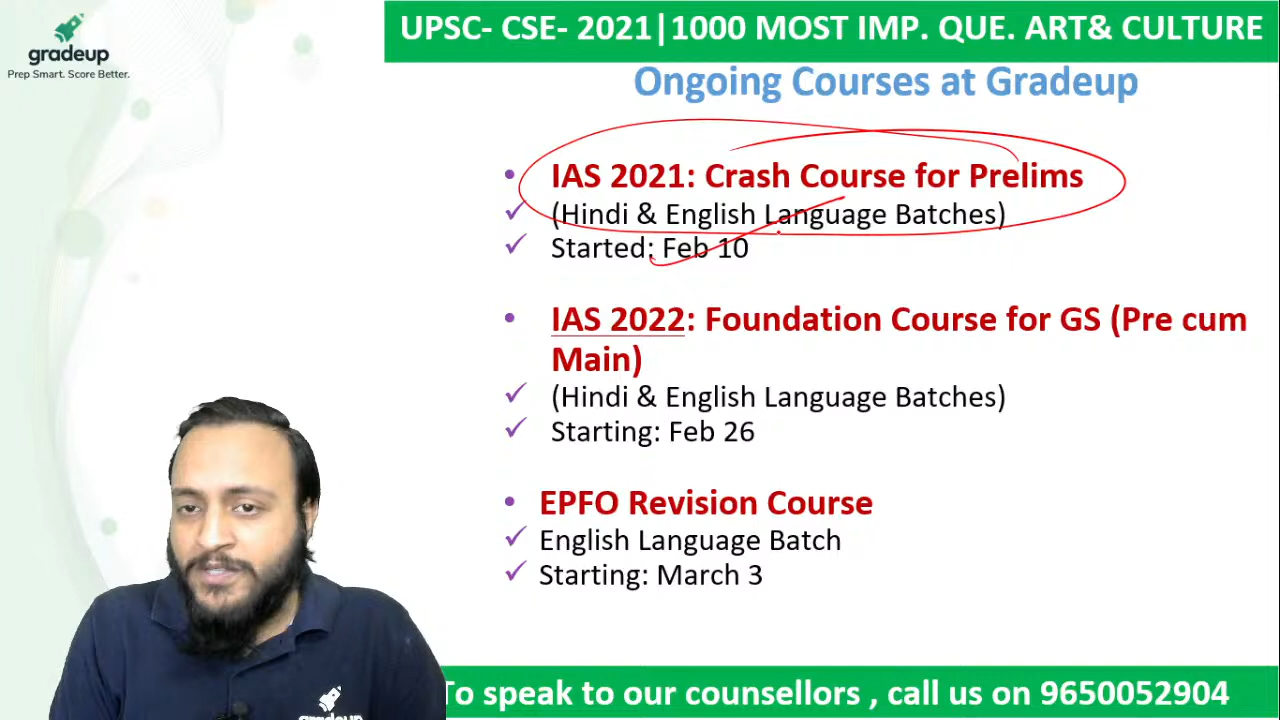 gradeup
Prep Smart. Score Better.
UPSC- CSE- 2021|1000 MOST IMP. QUE. ART& CULTURE
Ongoing Courses at Gradeup
• IAS 2021: Crash Course for Prelims
✓ (Hindi & English Language Batches)
✓ Started: Feb 10
• IAS 2022: Foundation Course for GS (Pre cum
Main)
✓ (Hindi & English Language Batches)
✓ Starting: Feb 26
• EPFO Revision Course
✓ English Language Batch
✓ Starting: March 3
gradeup
To speak to our counsellors , call us on 9650052904